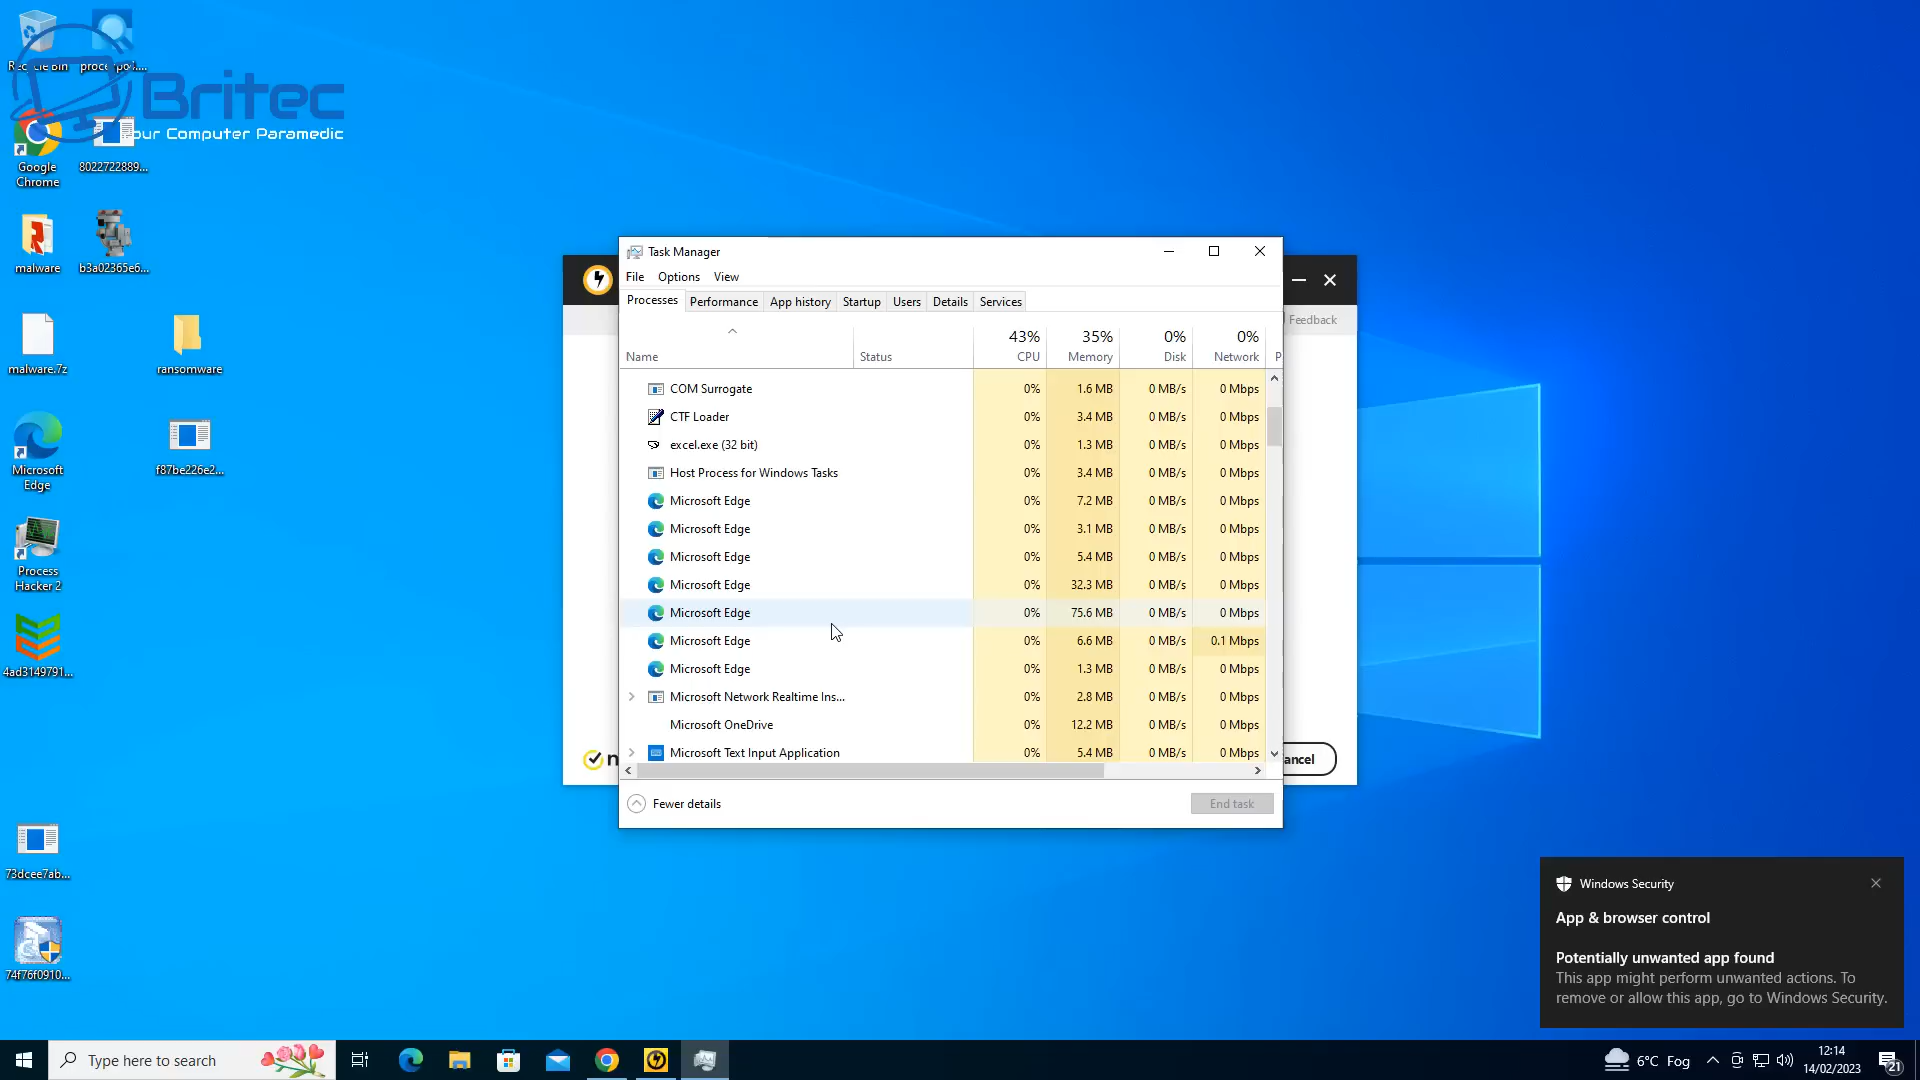 Recycle Bin
Britec
our Computer Paramedic
Google
Chrome
8022722889...
malware
b3a02365e6...
malware.7z
ransomware
Microsoft
Edge
f87be226e2...
Process
Hacker 2
4ad3149791...
73dcee7ab...
74f76f0910...
Task Manager
File Options View
Processes Performance App history Startup Users Details Services
Feedback
43% 35% 0% 0%
Name Status CPU Memory Disk Network P
COM Surrogate 0% 1.6 MB 0 MB/s 0 Mbps
CTF Loader 0% 3.4 MB 0 MB/s 0 Mbps
excel.exe (32 bit) 0% 1.3 MB 0 MB/s 0 Mbps
Host Process for Windows Tasks 0% 3.4 MB 0 MB/s 0 Mbps
Microsoft Edge 0% 7.2 MB 0 MB/s 0 Mbps
Microsoft Edge 0% 3.1 MB 0 MB/s 0 Mbps
Microsoft Edge 0% 5.4 MB 0 MB/s 0 Mbps
Microsoft Edge 0% 32.3 MB 0 MB/s 0 Mbps
Microsoft Edge 0% 75.6 MB 0 MB/s 0 Mbps
Microsoft Edge 0% 6.6 MB 0 MB/s 0.1 Mbps
Microsoft Edge 0% 1.3 MB 0 MB/s 0 Mbps
Microsoft Network Realtime Ins... 0% 2.8 MB 0 MB/s 0 Mbps
Microsoft OneDrive 0% 12.2 MB 0 MB/s 0 Mbps
Microsoft Text Input Application 0% 5.4 MB 0 MB/s 0 Mbps
n
ancel
Fewer details
End task
Windows Security
App & browser control
Potentially unwanted app found
This app might perform unwanted actions. To
remove or allow this app, go to Windows Security.
Type here to search
6°C Fog
12:14
14/02/2023
21